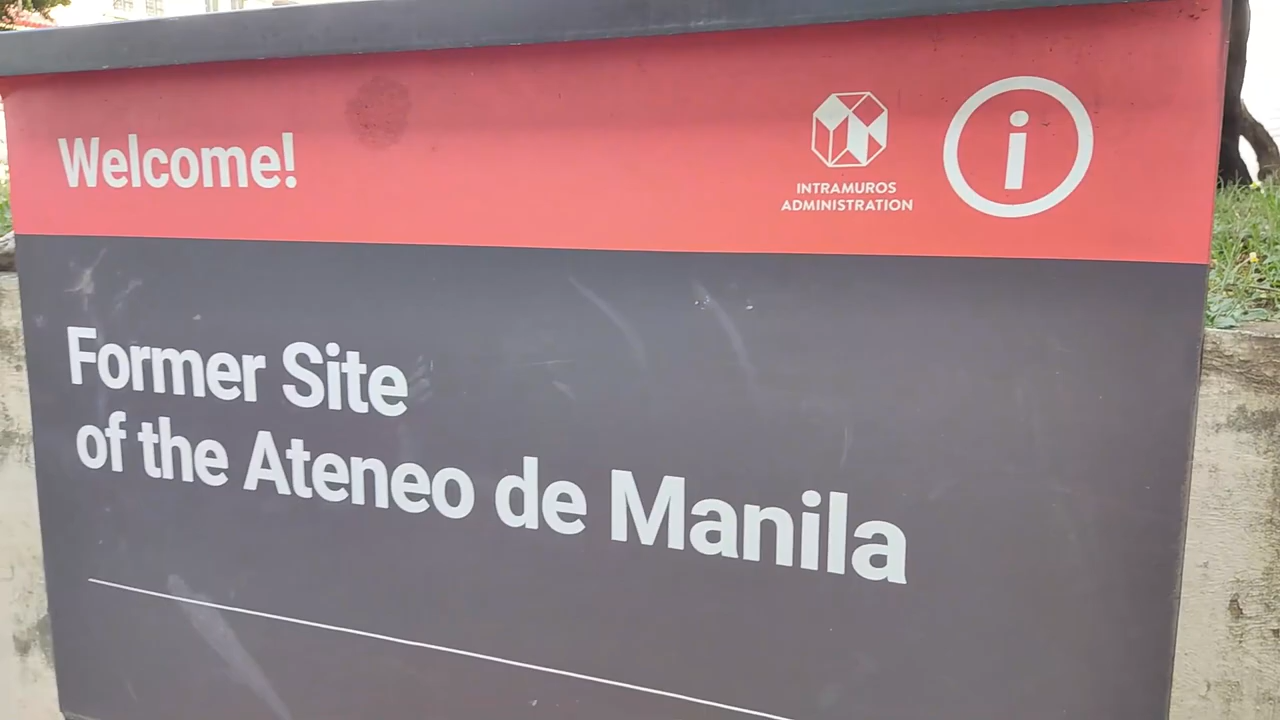 Welcome!
INTRAMUROS
ADMINISTRATION
i
Former Site
of the Ateneo de Manila